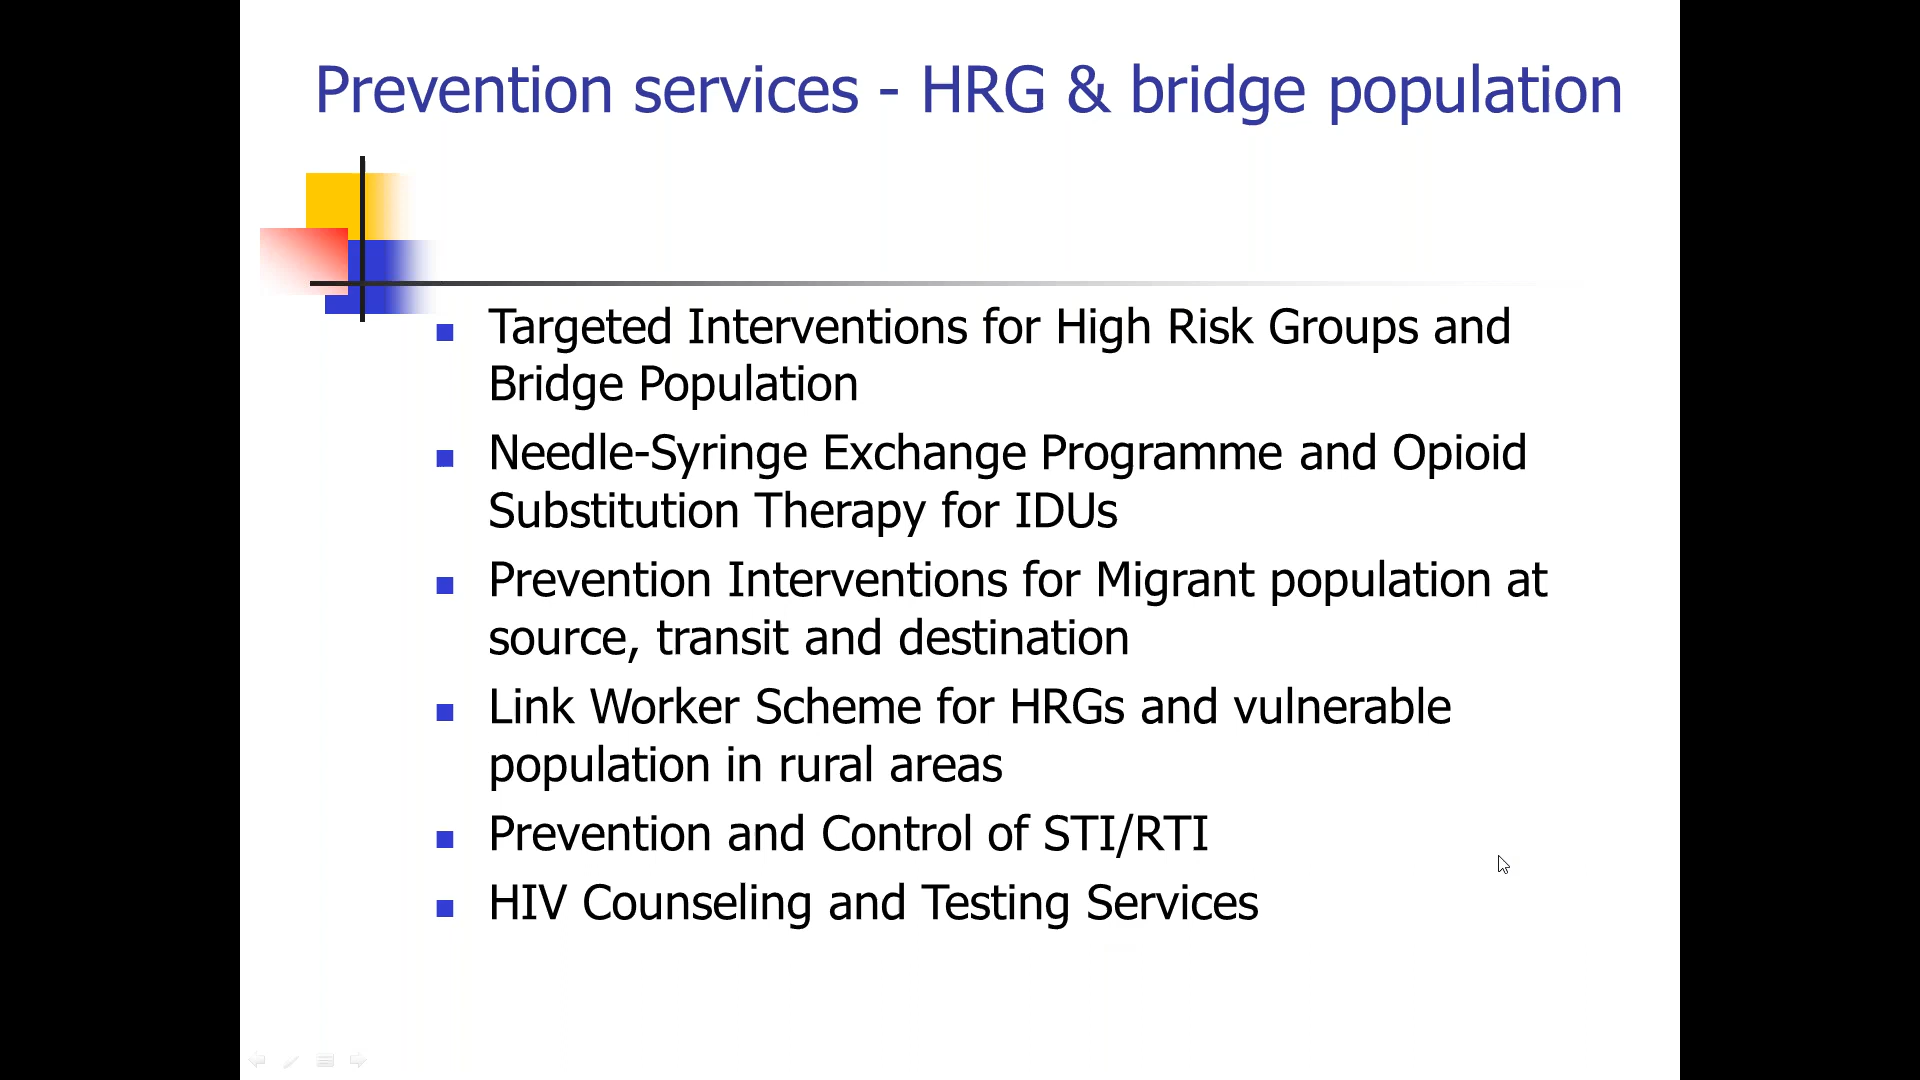 Prevention services - HRG & bridge population
Targeted Interventions for High Risk Groups and
Bridge Population
Needle-Syringe Exchange Programme and Opioid
Substitution Therapy for IDUs
Prevention Interventions for Migrant population at
source, transit and destination
Link Worker Scheme for HRGs and vulnerable
population in rural areas
Prevention and Control of STI/RTI
HIV Counseling and Testing Services